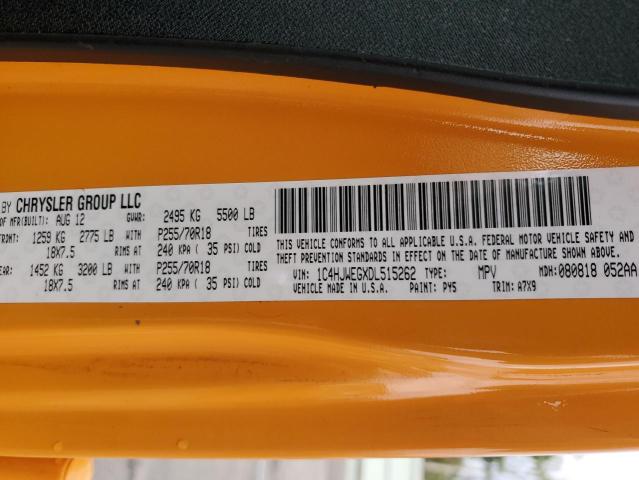 BY CHRYSLER GROUP LLC
OF MFR(BUILT): AUG 12 GVWR: 2495 KG 5500 LB
FRONT: 1259 KG 2775 LB WITH P255/70R18 TIRES
18X7.5 RIMS AT 240 KPA ( 35 PSI) COLD
EAR: 1452 KG 3200 LB WITH P255/70R18 TIRES
18X7.5 RIMS AT 240 KPA ( 35 PSI) COLD
THIS VEHICLE CONFORMS TO ALL APPLICABLE U.S.A. FEDERAL MOTOR VEHICLE SAFETY AND
THEFT PREVENTION STANDARDS IN EFFECT ON THE DATE OF MANUFACTURE SHOWN ABOVE.
VIN: 1C4HJWEGXDL515262 TYPE: MPV MDH: 080818 052AA
VEHICLE MADE IN U.S.A. PAINT: PY5 TRIM: A7X9